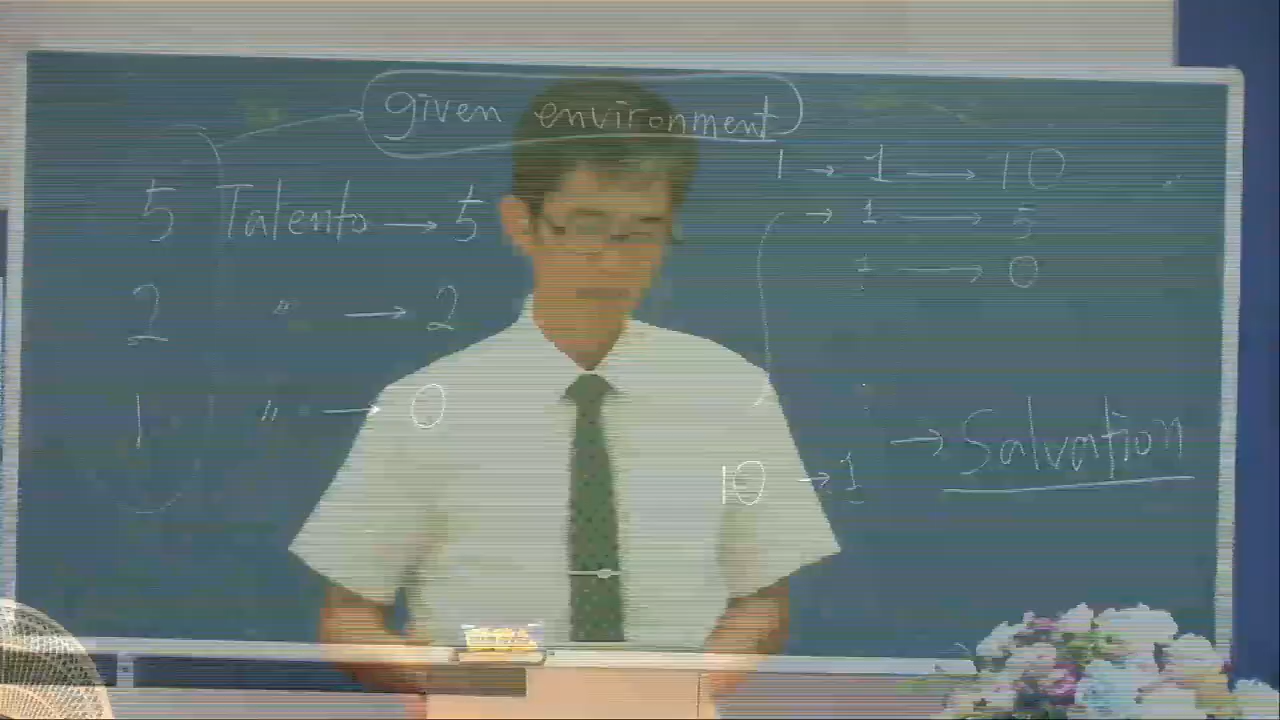 given environment
5 Talents → 5
2 〃 → 2
1 〃 → 0
1 → 1 → 10
→ 1 → 5
1 → 0
10 → 1
→ Salvation